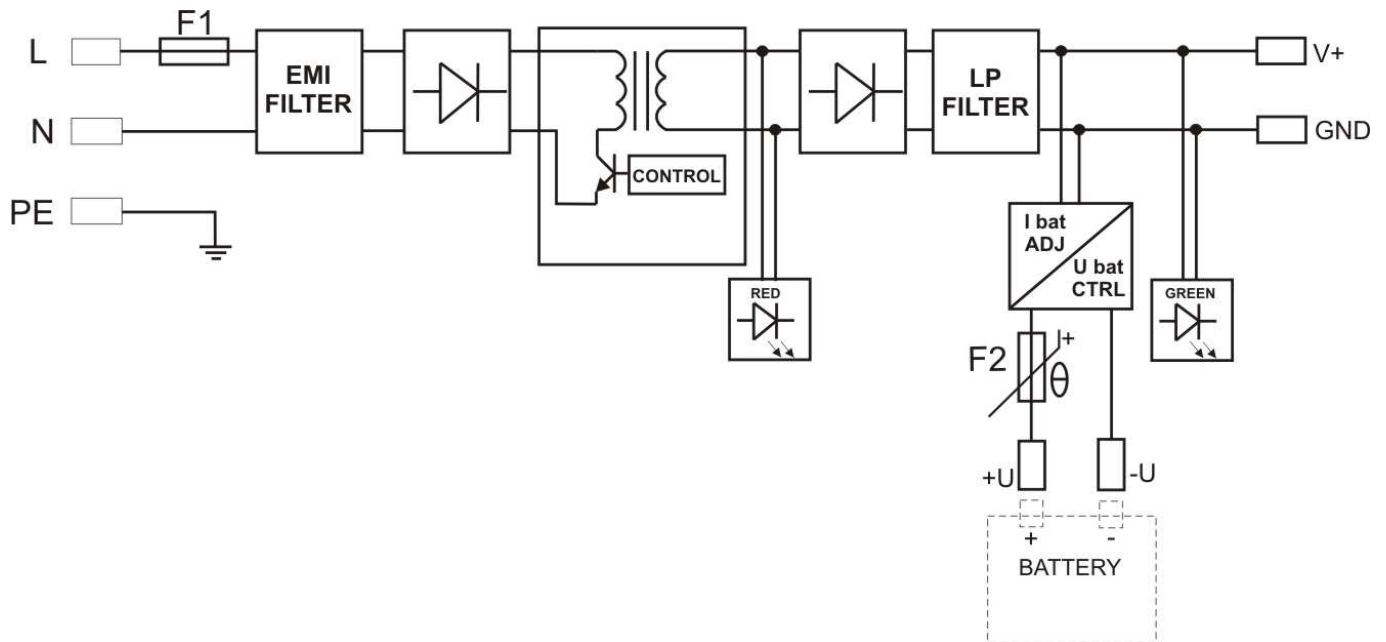 F1
L
EMI
FILTER
LP
FILTER
V+
N
CONTROL
GND
PE
I bat
ADJ
U bat
CTRL
RED
GREEN
F2
+
θ
+U
-U
+
-
BATTERY